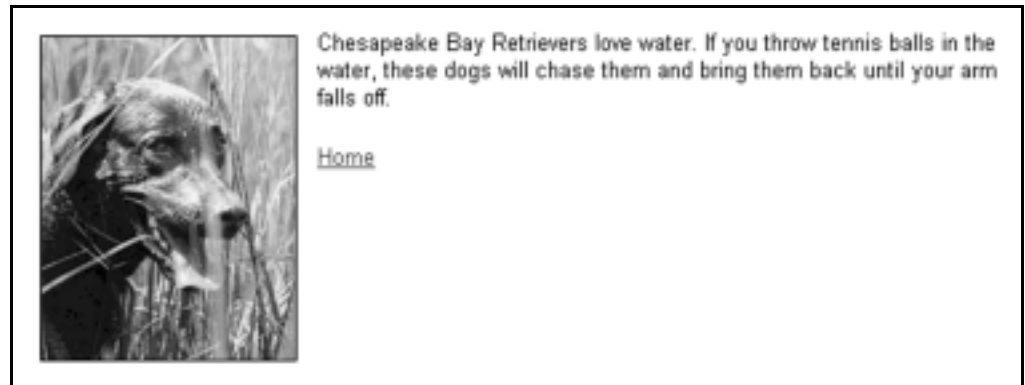 Chesapeake Bay Retrievers love water. If you throw tennis balls in the
water, these dogs will chase them and bring them back until your arm
falls off.
Home